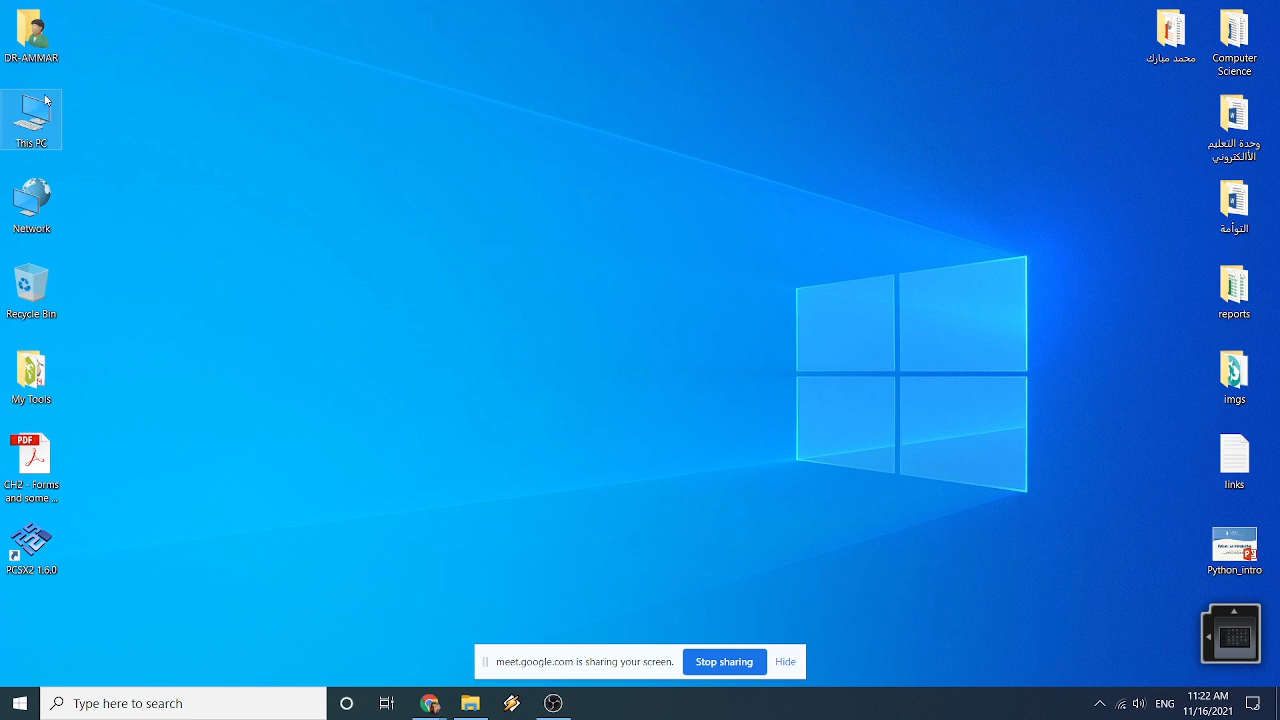 DR-AMMAR
This PC
Network
Recycle Bin
My Tools
PDF
CH2 - Forms
and some ...
PCSX2 1.6.0
محمد مبارك
Computer
Science
وحدة التعليم
الألكتروني
التوأمة
reports
imgs
links
Python_intro
meet.google.com is sharing your screen.
Stop sharing
Hide
Type here to search
ENG
11:22 AM
11/16/2021